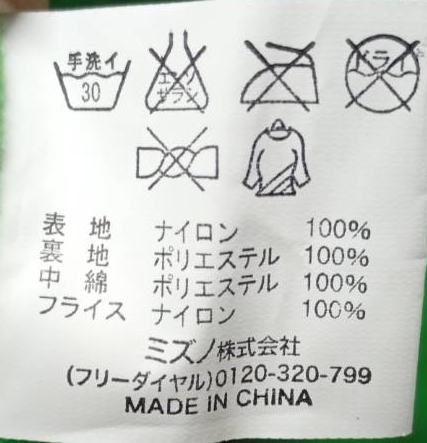 手洗イ
30
エンソ
サラシ
ドライ
表 地 ナイロン 100%
裏 地 ポリエステル 100%
中 綿 ポリエステル 100%
フライス ナイロン 100%
ミズノ株式会社
(フリーダイヤル)0120-320-799
MADE IN CHINA